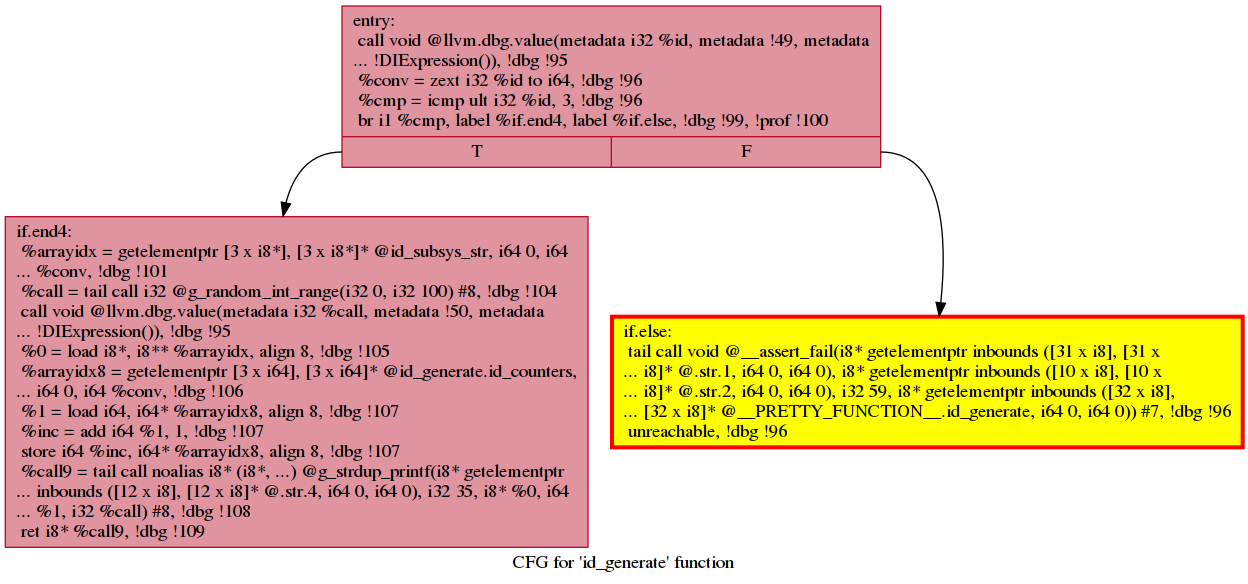 entry:
call void @llvm.dbg.value(metadata i32 %id, metadata !49, metadata
... !DIExpression()), !dbg !95
%conv = zext i32 %id to i64, !dbg !96
%cmp = icmp ult i32 %id, 3, !dbg !96
br i1 %cmp, label %if.end4, label %if.else, !dbg !99, !prof !100
T
F
if.end4:
%arrayidx = getelementptr [3 x i8*], [3 x i8*]* @id_subsys_str, i64 0, i64
... %conv, !dbg !101
%call = tail call i32 @g_random_int_range(i32 0, i32 100) #8, !dbg !104
call void @llvm.dbg.value(metadata i32 %call, metadata !50, metadata
... !DIExpression()), !dbg !95
%0 = load i8*, i8** %arrayidx, align 8, !dbg !105
%arrayidx8 = getelementptr [3 x i64], [3 x i64]* @id_generate.id_counters,
... i64 0, i64 %conv, !dbg !106
%1 = load i64, i64* %arrayidx8, align 8, !dbg !107
%inc = add i64 %1, 1, !dbg !107
store i64 %inc, i64* %arrayidx8, align 8, !dbg !107
%call9 = tail call noalias i8* (i8*, ...) @g_strdup_printf(i8* getelementptr
... inbounds ([12 x i8], [12 x i8]* @.str.4, i64 0, i64 0), i32 35, i8* %0, i64
... %1, i32 %call) #8, !dbg !108
ret i8* %call9, !dbg !109
if.else:
tail call void @__assert_fail(i8* getelementptr inbounds ([31 x i8], [31 x
... i8]* @.str.1, i64 0, i64 0), i8* getelementptr inbounds ([10 x i8], [10 x
... i8]* @.str.2, i64 0, i64 0), i32 59, i8* getelementptr inbounds ([32 x i8],
... [32 x i8]* @__PRETTY_FUNCTION__.id_generate, i64 0, i64 0)) #7, !dbg !96
unreachable, !dbg !96
CFG for 'id_generate' function